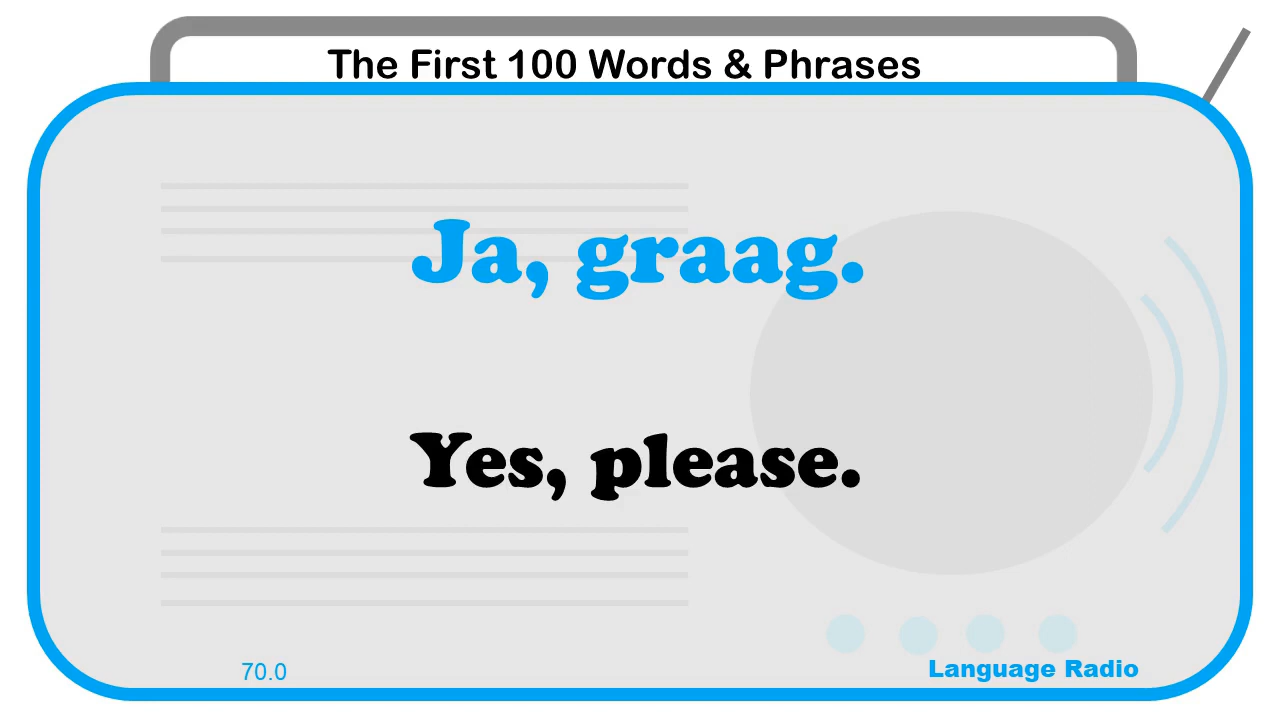 The First 100 Words & Phrases
Ja, graag.
Yes, please.
70.0
Language Radio